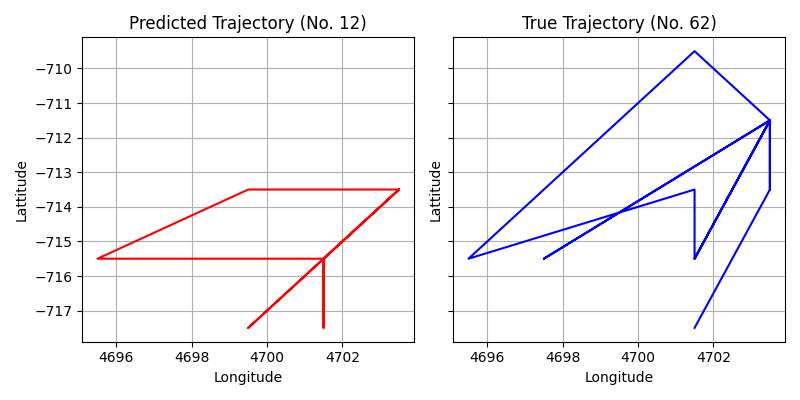 Predicted Trajectory (No. 12)
True Trajectory (No. 62)
−710
−711
−712
−713
−714
−715
−716
−717
Lattitude
4696
4698
4700
4702
Longitude
Lattitude
4696
4698
4700
4702
Longitude